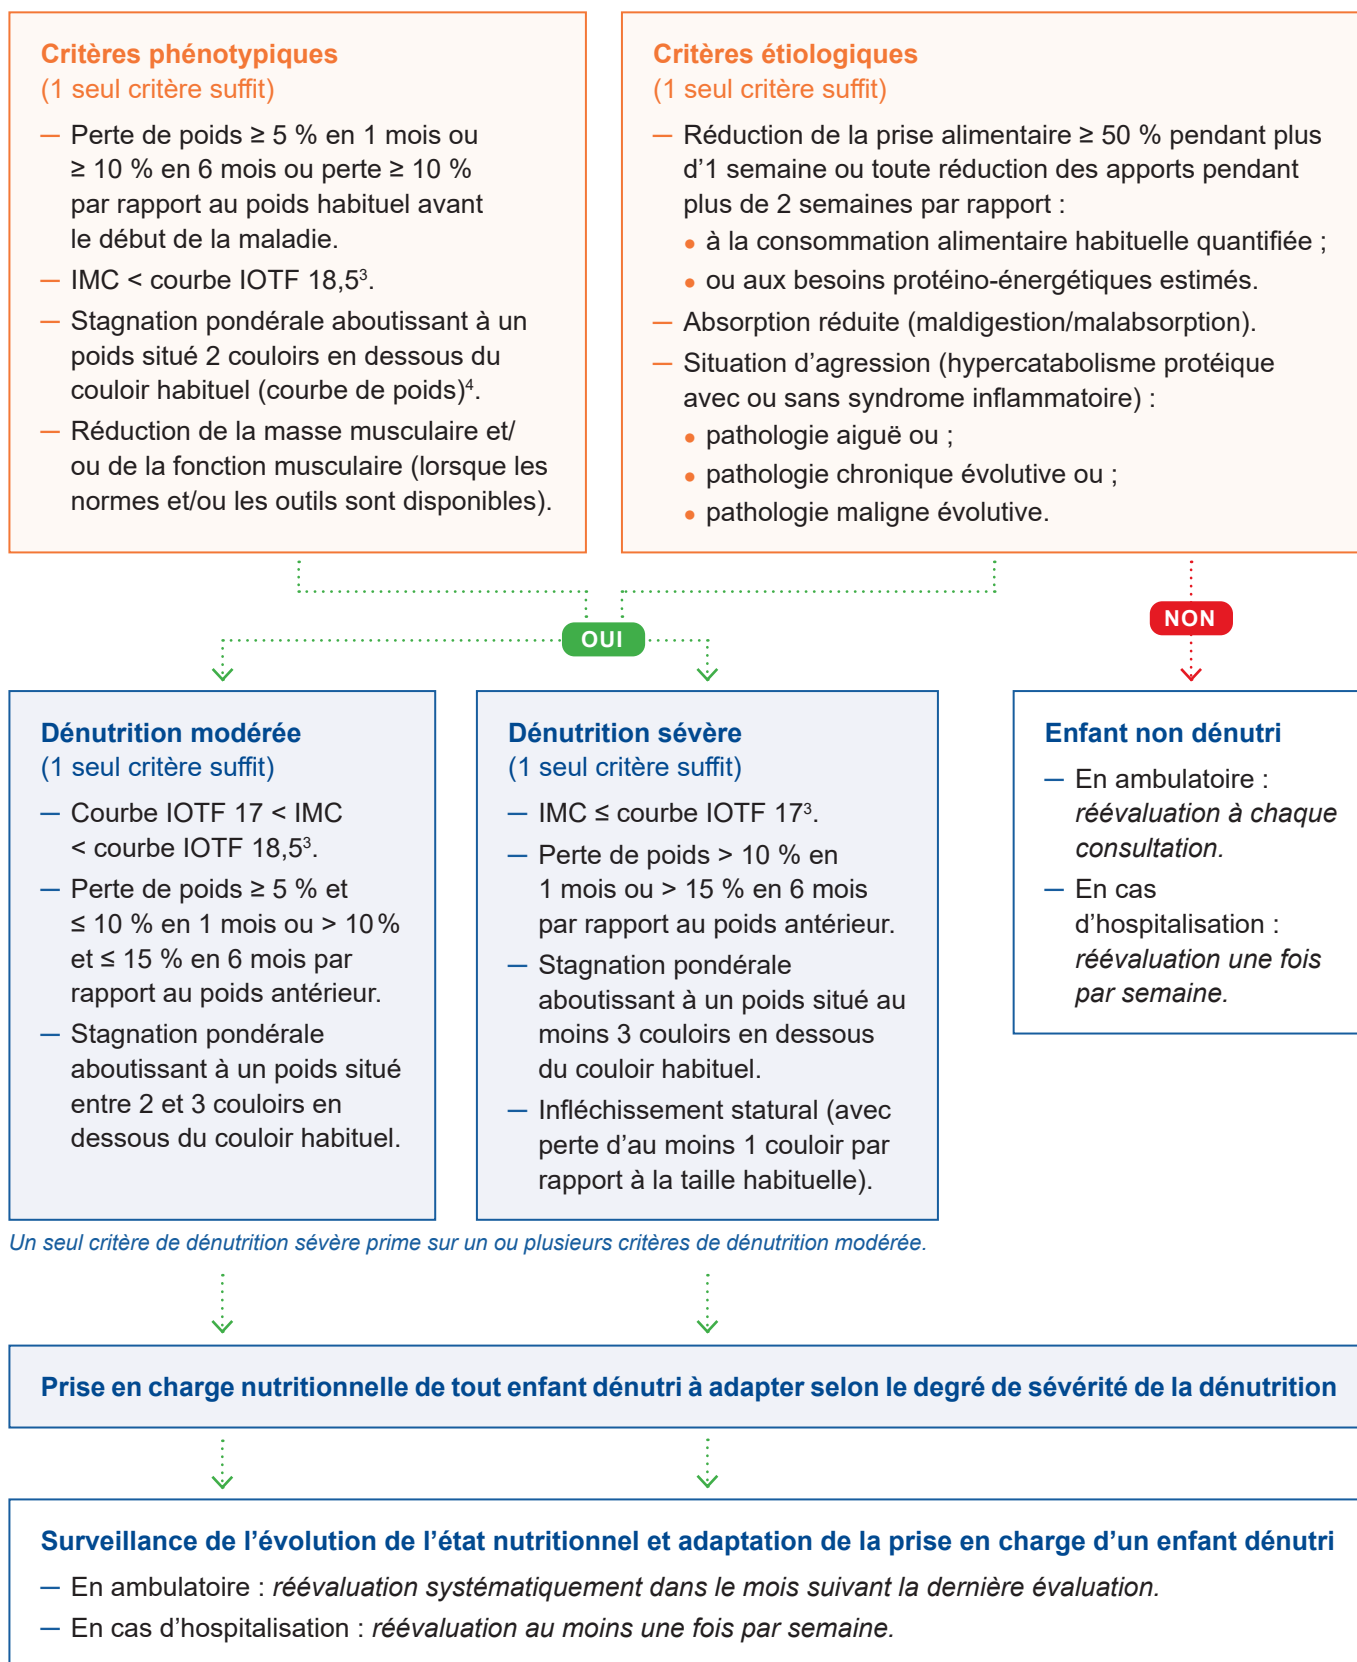 Critères phénotypiques
(1 seul critère suffit)
— Perte de poids ≥ 5 % en 1 mois ou
≥ 10 % en 6 mois ou perte ≥ 10 %
par rapport au poids habituel avant
le début de la maladie.
— IMC < courbe IOTF 18,5³.
— Stagnation pondérale aboutissant à un
poids situé 2 couloirs en dessous du
couloir habituel (courbe de poids)⁴.
— Réduction de la masse musculaire et/
ou de la fonction musculaire (lorsque les
normes et/ou les outils sont disponibles).
Critères étiologiques
(1 seul critère suffit)
— Réduction de la prise alimentaire ≥ 50 % pendant plus
d’1 semaine ou toute réduction des apports pendant
plus de 2 semaines par rapport :
• à la consommation alimentaire habituelle quantifiée ;
• ou aux besoins protéino-énergétiques estimés.
— Absorption réduite (maldigestion/malabsorption).
— Situation d’agression (hypercatabolisme protéique
avec ou sans syndrome inflammatoire) :
• pathologie aiguë ou ;
• pathologie chronique évolutive ou ;
• pathologie maligne évolutive.
OUI
NON
Dénutrition modérée
(1 seul critère suffit)
— Courbe IOTF 17 < IMC
< courbe IOTF 18,5³.
— Perte de poids ≥ 5 % et
≤ 10 % en 1 mois ou > 10 %
et ≤ 15 % en 6 mois par
rapport au poids antérieur.
— Stagnation pondérale
aboutissant à un poids situé
entre 2 et 3 couloirs en
dessous du couloir habituel.
Dénutrition sévère
(1 seul critère suffit)
— IMC ≤ courbe IOTF 17³.
— Perte de poids > 10 % en
1 mois ou > 15 % en 6 mois
par rapport au poids antérieur.
— Stagnation pondérale
aboutissant à un poids situé au
moins 3 couloirs en dessous
du couloir habituel.
— Infléchissement statural (avec
perte d’au moins 1 couloir par
rapport à la taille habituelle).
Enfant non dénutri
— En ambulatoire :
réévaluation à chaque
consultation.
— En cas
d’hospitalisation :
réévaluation une fois
par semaine.
Un seul critère de dénutrition sévère prime sur un ou plusieurs critères de dénutrition modérée.
Prise en charge nutritionnelle de tout enfant dénutri à adapter selon le degré de sévérité de la dénutrition
Surveillance de l’évolution de l’état nutritionnel et adaptation de la prise en charge d’un enfant dénutri
— En ambulatoire : réévaluation systématiquement dans le mois suivant la dernière évaluation.
— En cas d’hospitalisation : réévaluation au moins une fois par semaine.